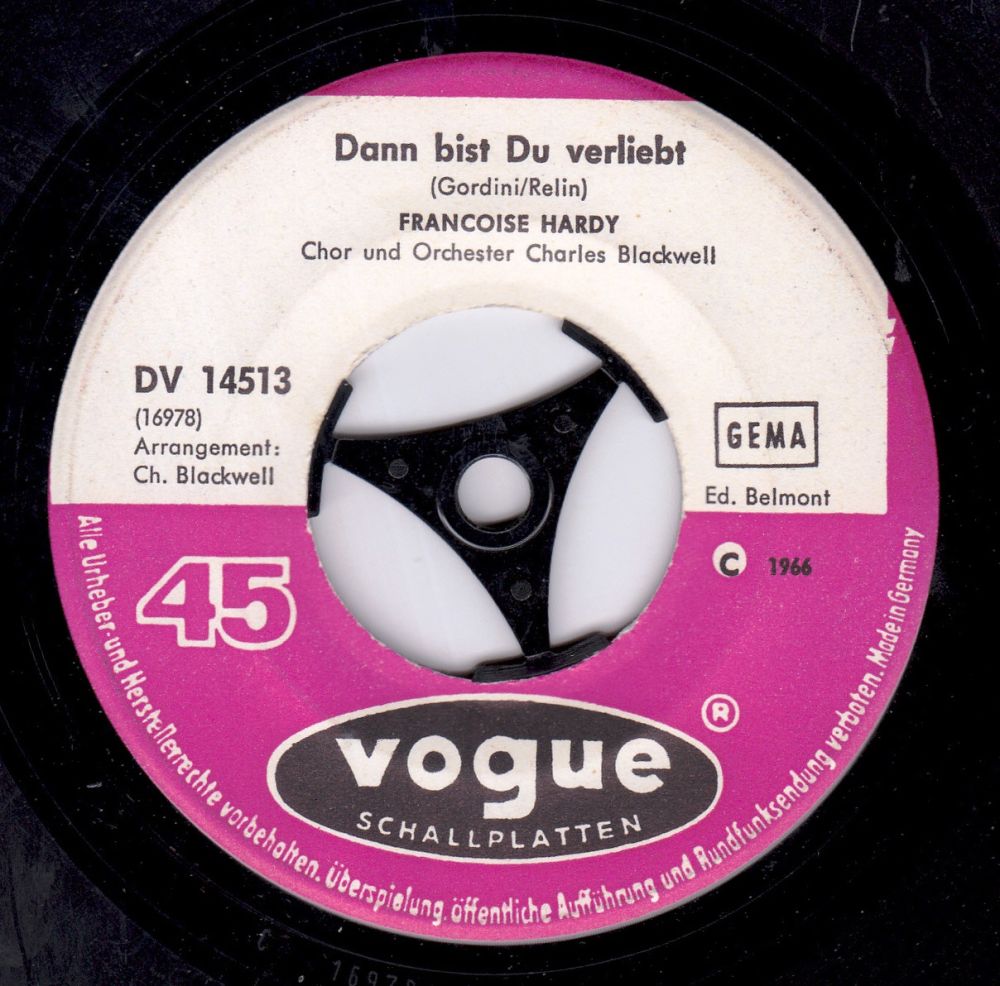 Dann bist Du verliebt
(Gordini/Relin)
FRANCOISE HARDY
Chor und Orchester Charles Blackwell
DV 14513
(16978)
Arrangement:
Ch. Blackwell
GEMA
Ed. Belmont
45
C 1966
®
vogue
SCHALLPLATTEN
Alle Urheber- und Herstellerrechte vorbehalten. Überspielung, öffentliche Aufführung und Rundfunksendung verboten. Made in Germany